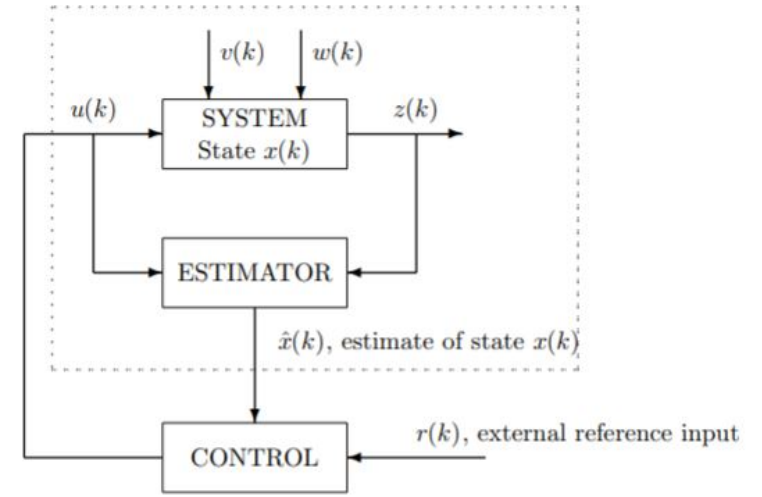 v(k) w(k)
u(k) SYSTEM z(k)
State x(k)
ESTIMATOR
x̂(k), estimate of state x(k)
r(k), external reference input
CONTROL